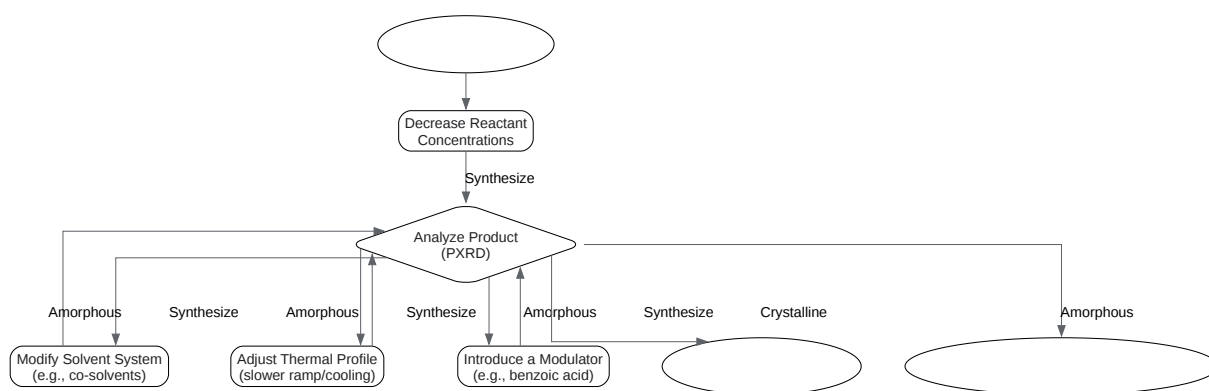 Decrease Reactant
Concentrations
Synthesize
Analyze Product
(PXRD)
Amorphous
Synthesize
Amorphous
Synthesize
Amorphous
Synthesize
Crystalline
Amorphous
Modify Solvent System
(e.g., co-solvents)
Adjust Thermal Profile
(slower ramp/cooling)
Introduce a Modulator
(e.g., benzoic acid)